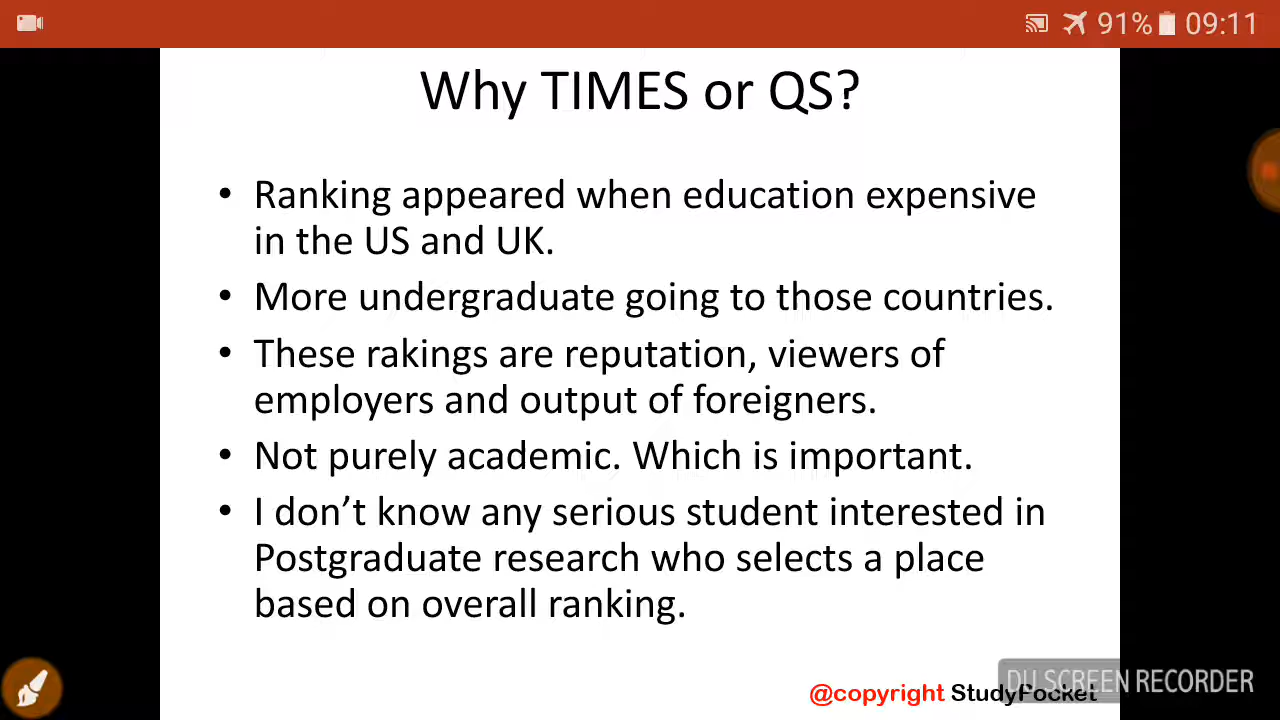 91% 09:11
Why TIMES or QS?
• Ranking appeared when education expensive
in the US and UK.
• More undergraduate going to those countries.
• These rakings are reputation, viewers of
employers and output of foreigners.
• Not purely academic. Which is important.
• I don’t know any serious student interested in
Postgraduate research who selects a place
based on overall ranking.
DU SCREEN RECORDER
@copyright StudyPocket